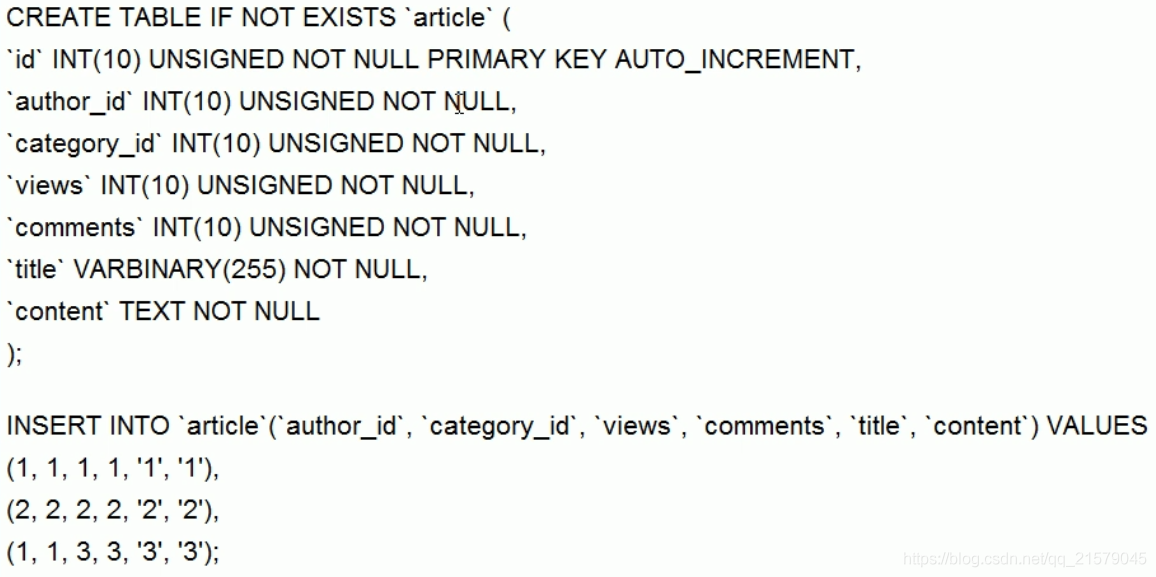 CREATE TABLE IF NOT EXISTS `article` (
`id` INT(10) UNSIGNED NOT NULL PRIMARY KEY AUTO_INCREMENT,
`author_id` INT(10) UNSIGNED NOT NULL,
`category_id` INT(10) UNSIGNED NOT NULL,
`views` INT(10) UNSIGNED NOT NULL,
`comments` INT(10) UNSIGNED NOT NULL,
`title` VARBINARY(255) NOT NULL,
`content` TEXT NOT NULL
);
INSERT INTO `article`(`author_id`, `category_id`, `views`, `comments`, `title`, `content`) VALUES
(1, 1, 1, 1, '1', '1'),
(2, 2, 2, 2, '2', '2'),
(1, 1, 3, 3, '3', '3');
https://blog.csdn.net/qq_21579045